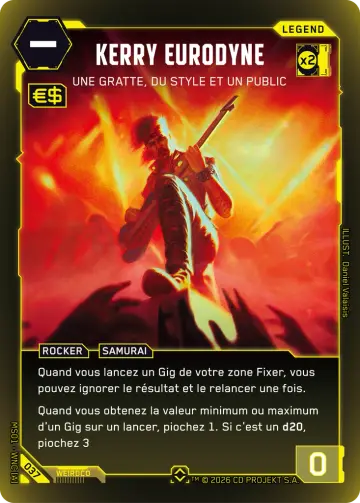 LEGEND
KERRY EURODYNE
x2
UNE GRATTE, DU STYLE ET UN PUBLIC
€$
ILLUST. Daniel Valaisis
ROCKER SAMURAI
Quand vous lancez un Gig de votre zone Fixer, vous
pouvez ignorer le résultat et le relancer une fois.
Quand vous obtenez la valeur minimum ou maximum
d'un Gig sur un lancer, piochez 1. Si c'est un d20,
piochez 3
037
WEIRDCO
™ © 2026 CD PROJEKT S.A.
0